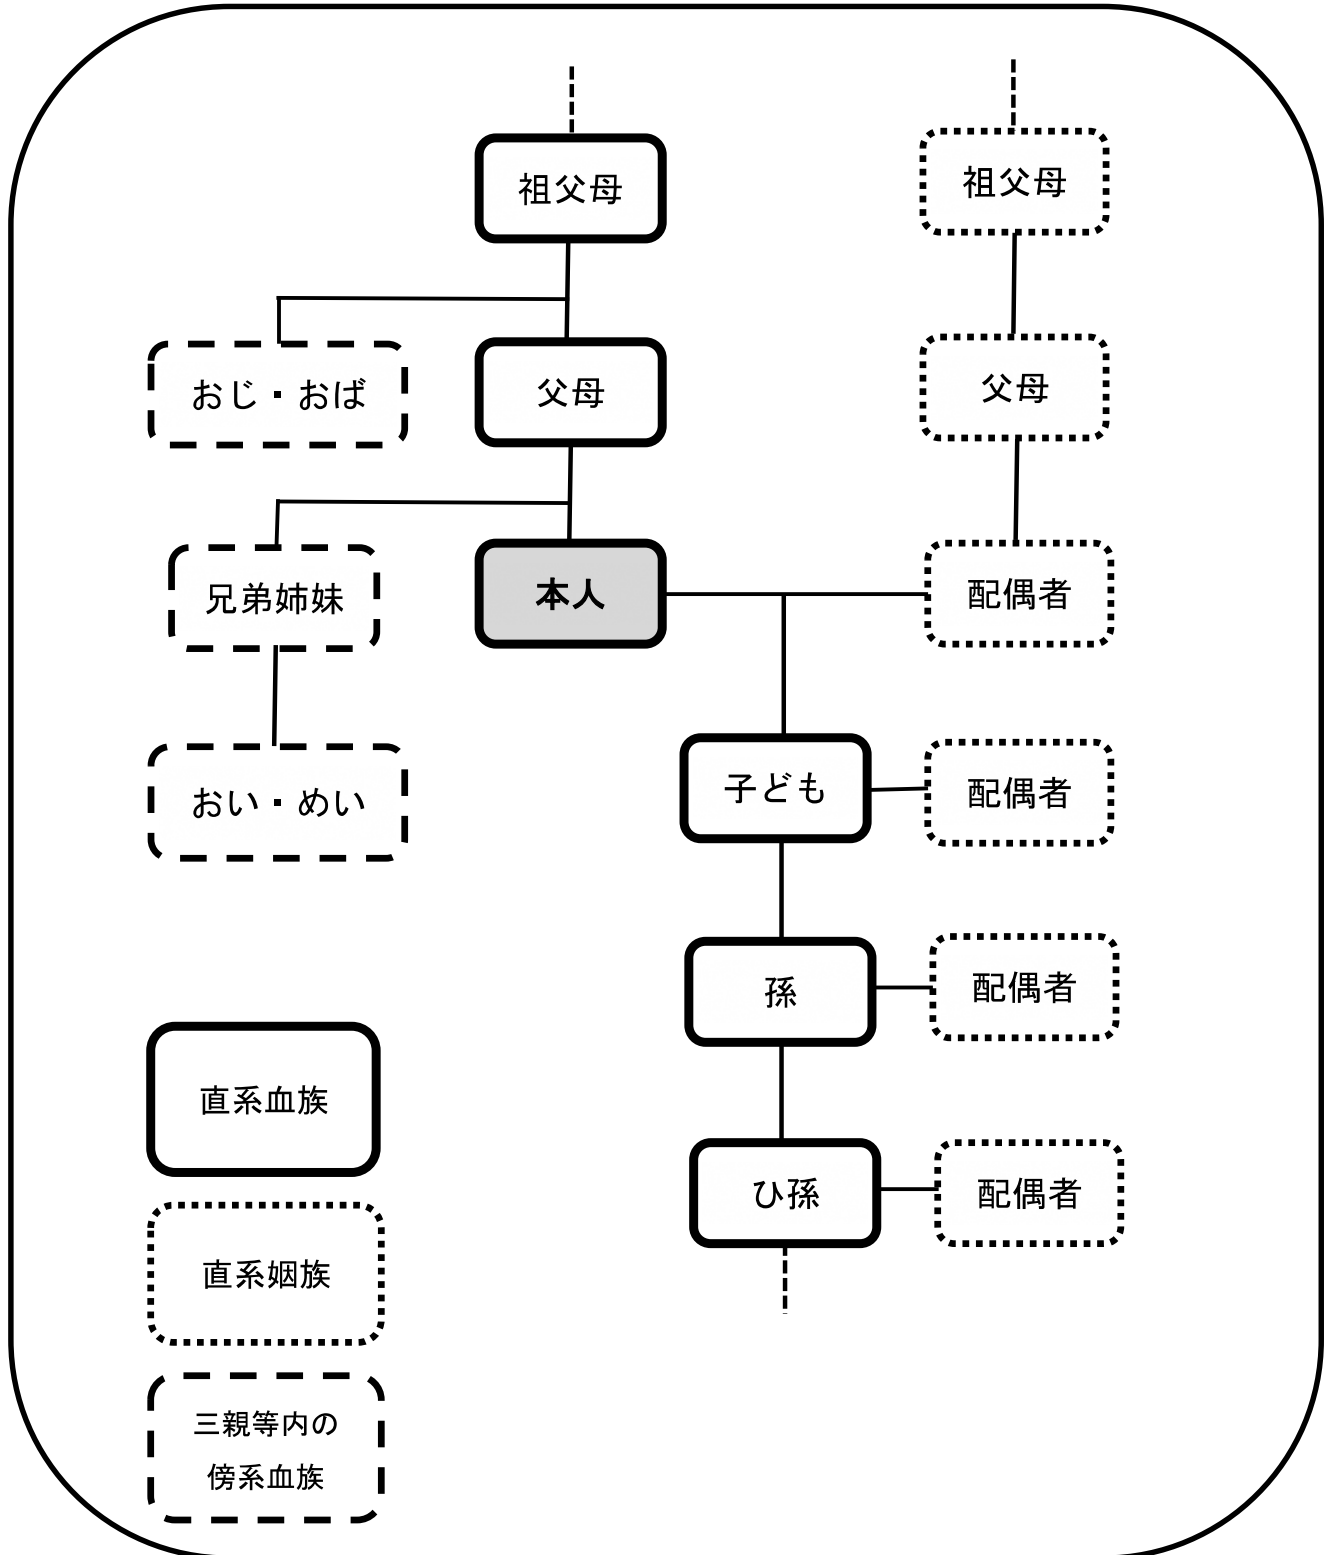 祖父母
祖父母
おじ・おば
父母
父母
兄弟姉妹
本人
配偶者
おい・めい
子ども
配偶者
孫
配偶者
直系血族
ひ孫
配偶者
直系姻族
三親等内の
傍系血族